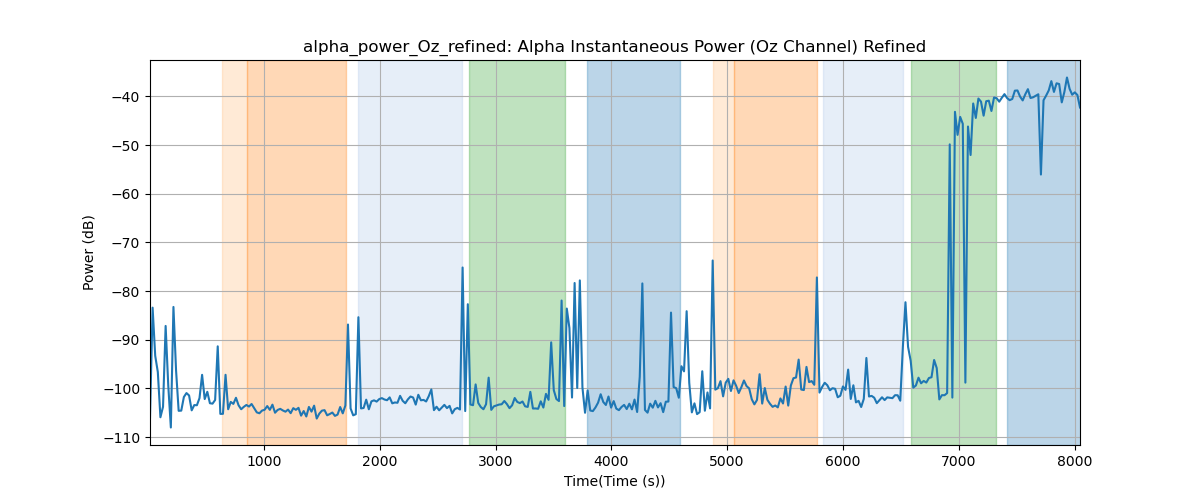 alpha_power_Oz_refined: Alpha Instantaneous Power (Oz Channel) Refined
Power (dB)
−40
−50
−60
−70
−80
−90
−100
−110
1000 2000 3000 4000 5000 6000 7000 8000
Time(Time (s))